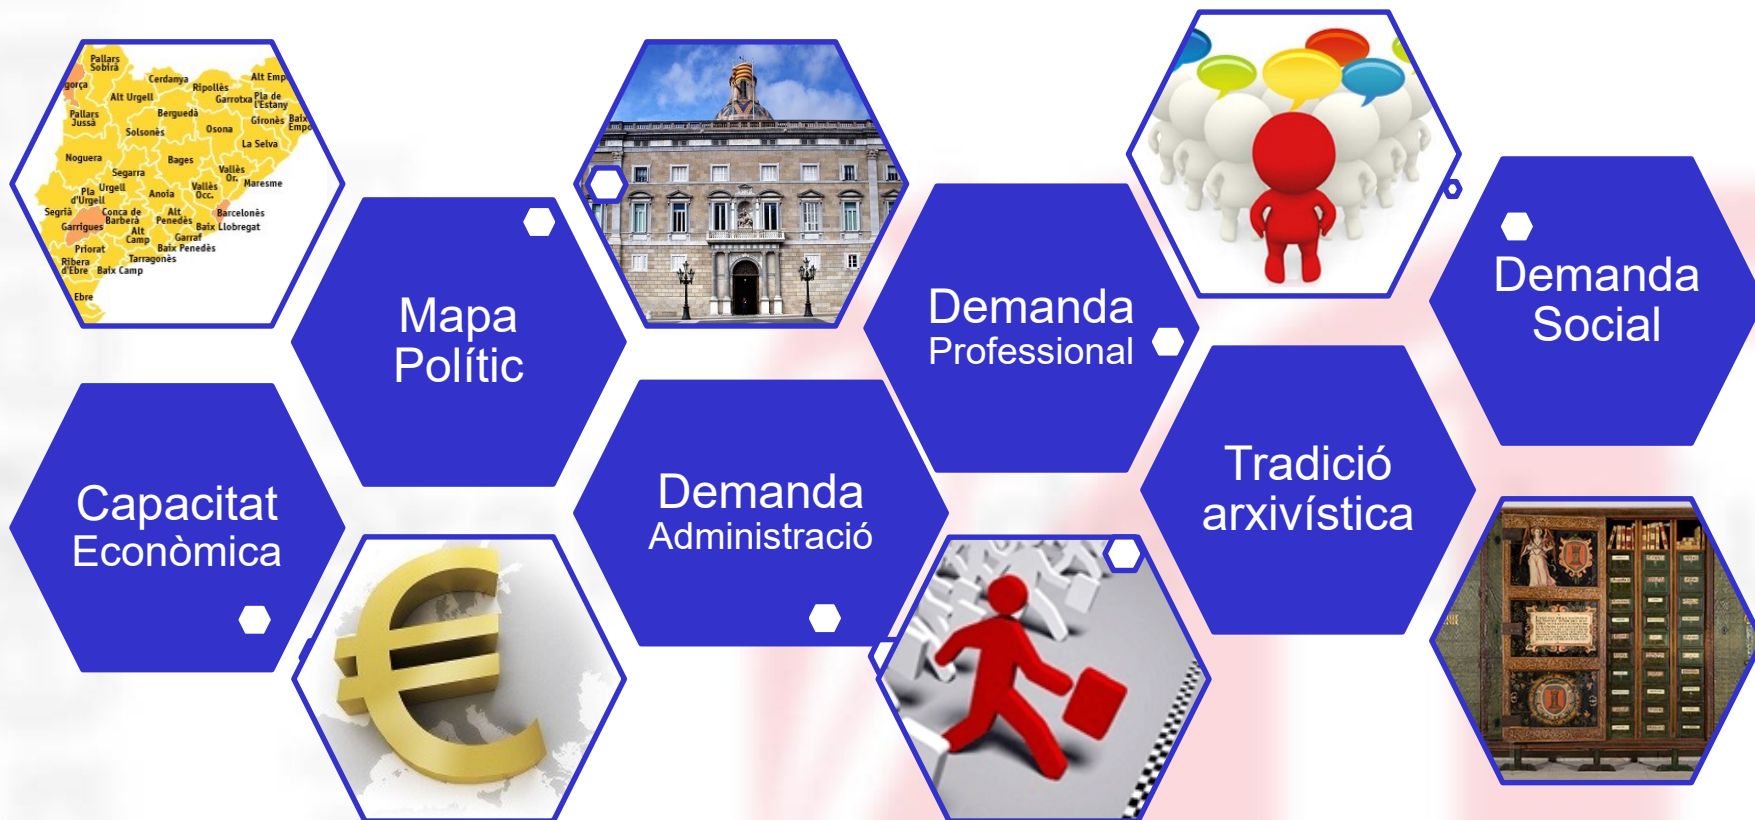 Pallars
Sobirà
gorça
Cerdanya
Alt Emp
Ripollès
Alt Urgell
Garrotxa
Pla de
l'Estany
Pallars
Jussà
Berguedà
Gironès
Baix
Empo
Solsonès
Osona
La Selva
Noguera
Bages
Segarra
Vallès
Or.
Maresme
Pla
d'Urgell
Urgell
Anoia
Vallès
Occ.
Segrià
Conca de
Barberà
Alt
Penedès
Barcelonès
Garrigues
Baix Llobregat
Alt
Camp
Garraf
Priorat
Baix Penedès
Tarragonès
Ribera
d'Ebre
Baix Camp
Ebre
Mapa
Polític
Capacitat
Econòmica
Demanda
Administració
Demanda
Professional
Tradició
arxivística
Demanda
Social